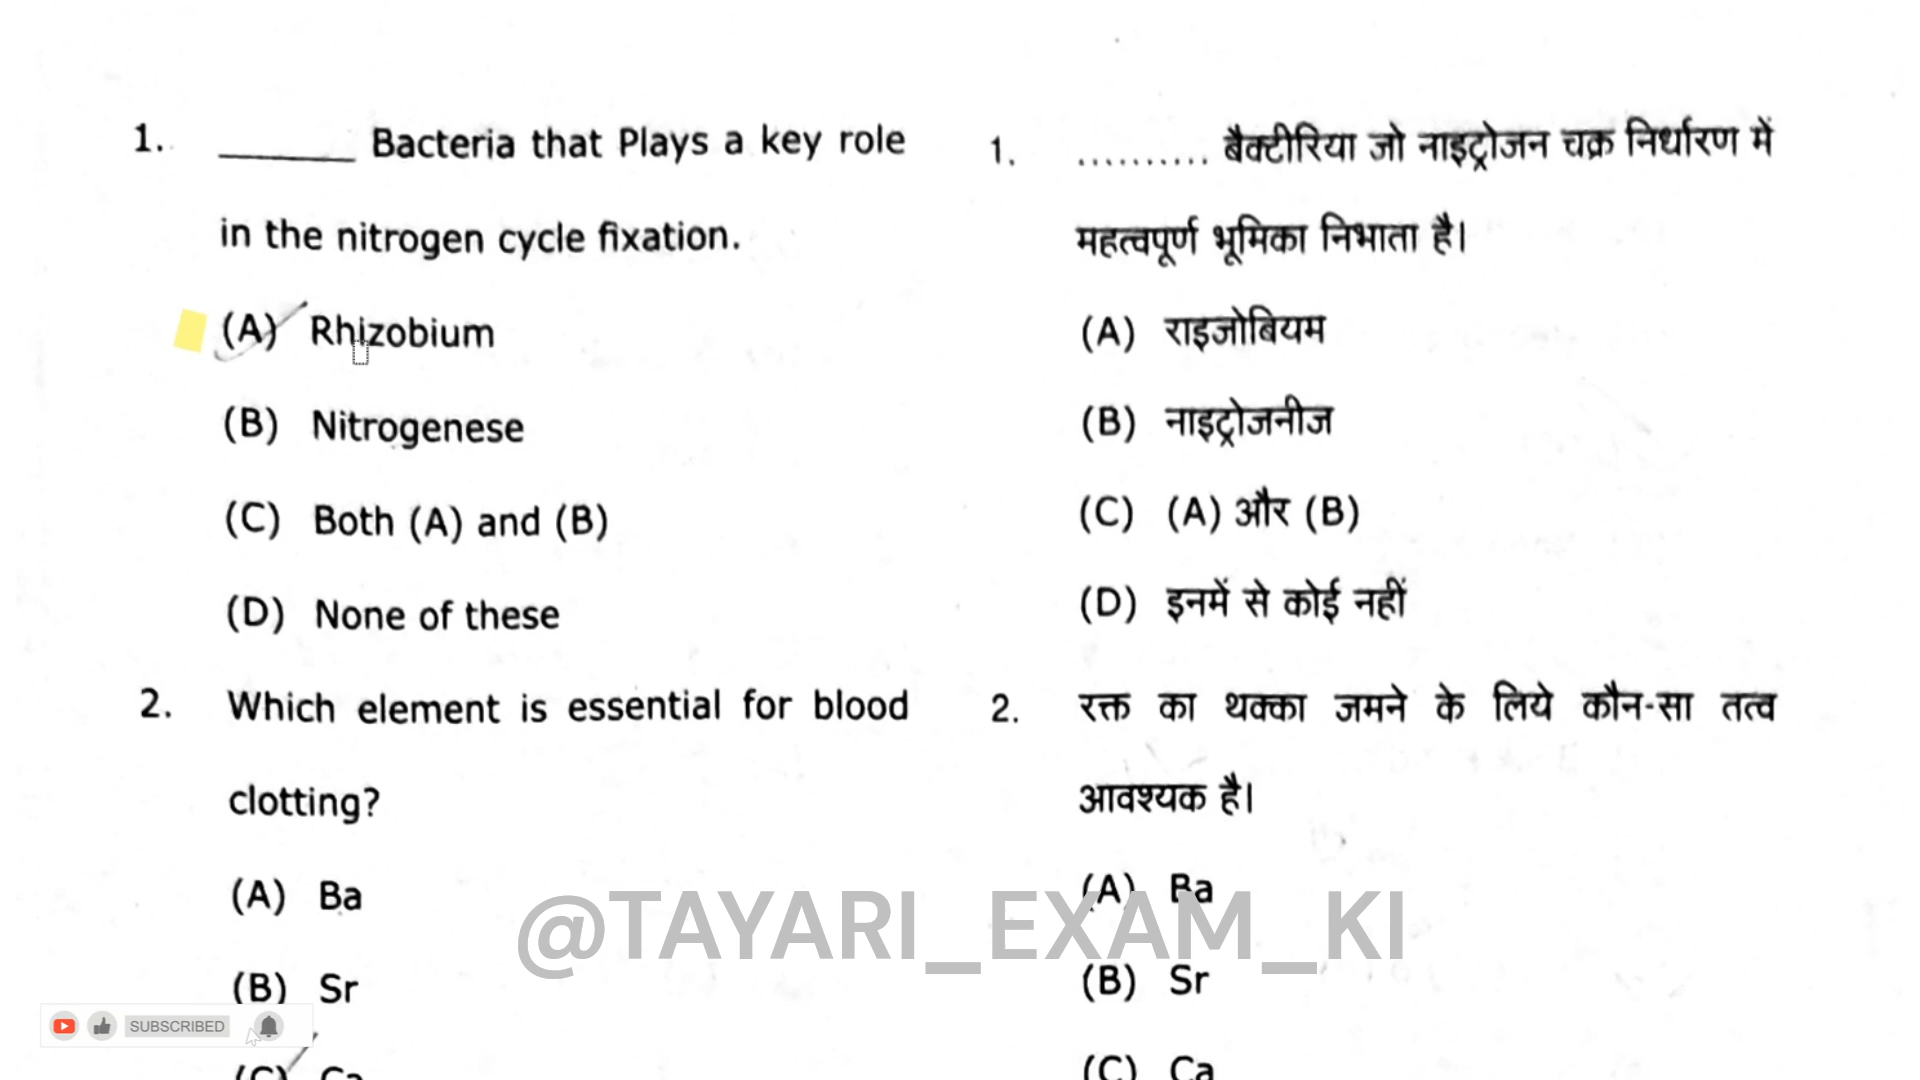 1. ______ Bacteria that Plays a key role
in the nitrogen cycle fixation.
(A) Rhizobium
(B) Nitrogenese
(C) Both (A) and (B)
(D) None of these
2. Which element is essential for blood
clotting?
(A) Ba
(B) Sr
(C) Ca
1. .......... बैक्टीरिया जो नाइट्रोजन चक्र निर्धारण में
महत्वपूर्ण भूमिका निभाता है।
(A) राइजोबियम
(B) नाइट्रोजनीज
(C) (A) और (B)
(D) इनमें से कोई नहीं
2. रक्त का थक्का जमने के लिये कौन-सा तत्व
आवश्यक है।
(A) Ba
(B) Sr
(C) Ca
@TAYARI_EXAM_KI
SUBSCRIBED